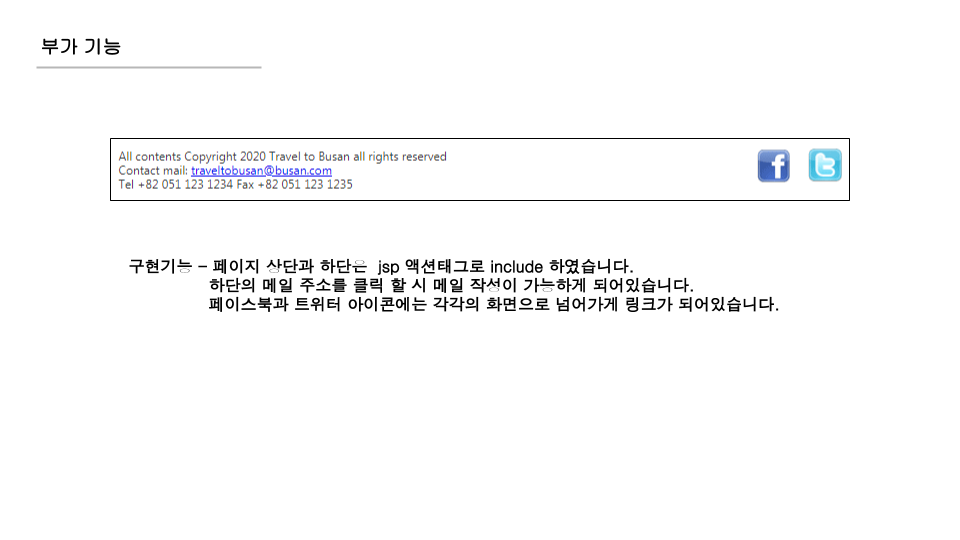 부가 기능
All contents Copyright 2020 Travel to Busan all rights reserved
Contact mail: traveltobusan@busan.com
Tel +82 051 123 1234 Fax +82 051 123 1235
구현기능 - 페이지 상단과 하단은 jsp 액션태그로 include 하였습니다.
하단의 메일 주소를 클릭 할 시 메일 작성이 가능하게 되어있습니다.
페이스북과 트위터 아이콘에는 각각의 화면으로 넘어가게 링크가 되어있습니다.